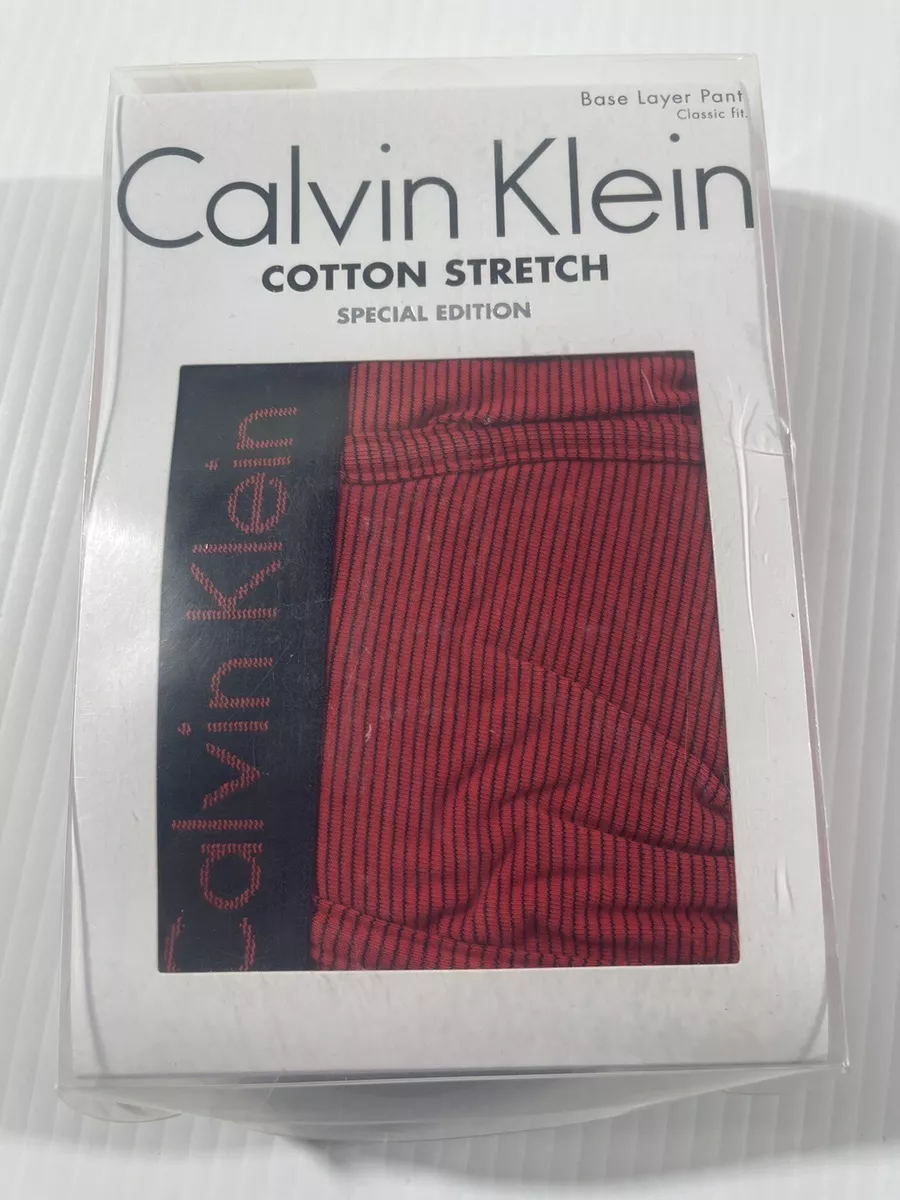 Base Layer Pant
Classic fit.
Calvin Klein
COTTON STRETCH
SPECIAL EDITION
Calvin Klein